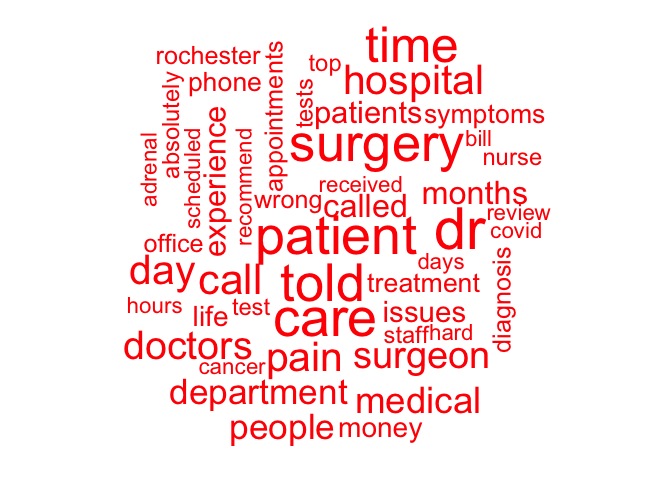 time
rochester
top
hospital
phone
appointments
absolutely
tests
patients
symptoms
surgery
bill
nurse
adrenal
scheduled
experience
recommend
received
months
wrong
called
review
covid
office
patient
dr
days
diagnosis
day
call
told
treatment
hours
life
test
care
issues
staff
hard
doctors
cancer
pain
surgeon
department
medical
people
money